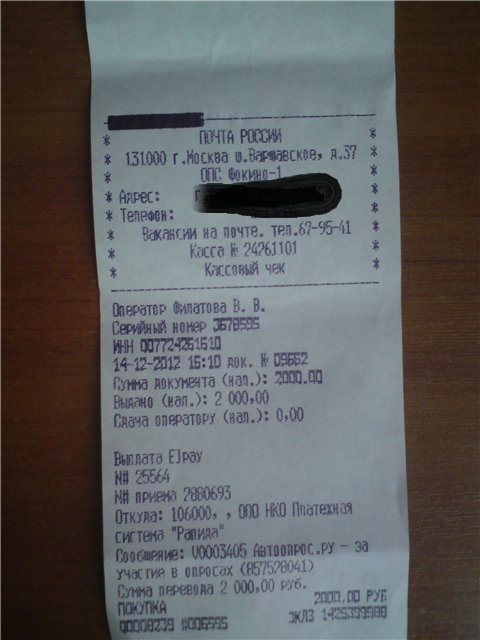 ПОЧТА РОССИИ
131000 г.Москва ш.Варшавское, д.37
ОПС Фокино-1
Адрес:
Телефон:
Вакансии на почте. тел.67-95-41
Касса № 24261101
Кассовый чек
Оператор Филатова В. В.
Серийный номер 3678595
ИНН 007724261610
14-12-2012 16:10 док. № 09662
Сумма документа (нал.): 2000.00
Выдано (нал.): 2 000,00
Сдача оператору (нал.): 0,00
Выплата Elpay
N# 25564
N# приема 2880693
Откуда: 106000, , ООО НКО Платежная
система "Рапида"
Сообщение: V0003405 Автоопрос.ру - за
участие в опросах (857528041)
Сумма перевода 2 000,00 руб.
ПОКУПКА 2000.00 РУБ
00008239 #006595 ЭКЛЗ 1425399988